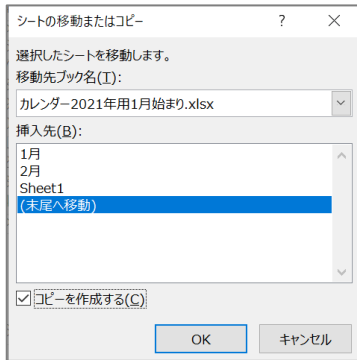 シートの移動またはコピー ? ×
選択したシートを移動します。
移動先ブック名(T):
カレンダー2021年用1月始まり.xlsx
挿入先(B):
1月
2月
Sheet1
(末尾へ移動)
コピーを作成する(C)
OK キャンセル